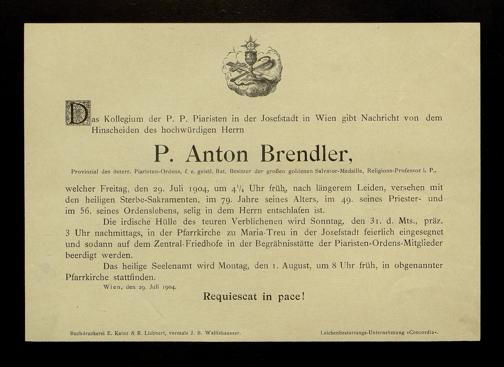 Das Kollegium der P. P. Piaristen in der Josefstadt in Wien gibt Nachricht von dem
Hinscheiden des hochwürdigen Herrn
P. Anton Brendler,
Provinzial des österr. Piaristen-Ordens, f. e. geistl. Rat, Besitzer der großen goldenen Salvator-Medaille, Religions-Professor i. P.,
welcher Freitag, den 29. Juli 1904, um 4¼ Uhr früh, nach längerem Leiden, versehen mit
den heiligen Sterbe-Sakramenten, im 79. Jahre seines Alters, im 49. seines Priester- und
im 56. seines Ordenslebens, selig in dem Herrn entschlafen ist.
Die irdische Hülle des teuren Verblichenen wird Sonntag, den 31. d. Mts., präz.
3 Uhr nachmittags, in der Pfarrkirche zu Maria-Treu in der Josefstadt feierlich eingesegnet
und sodann auf dem Zentral-Friedhofe in der Begräbnisstätte der Piaristen-Ordens-Mitglieder
beerdigt werden.
Das heilige Seelenamt wird Montag, den 1. August, um 8 Uhr früh, in obgenannter
Pfarrkirche stattfinden.
Wien, den 29. Juli 1904.
Requiescat in pace!
Buchdruckerei E. Kainz & R. Liebhart, vormals J. B. Wallishausser.
Leichenbestattungs-Unternehmung «Concordia».